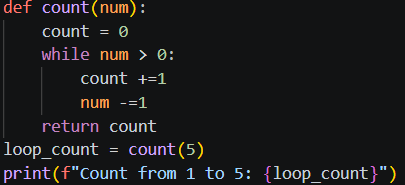 def count(num):
    count = 0
    while num > 0:
        count +=1
        num -=1
    return count
loop_count = count(5)
print(f"Count from 1 to 5: {loop_count}")